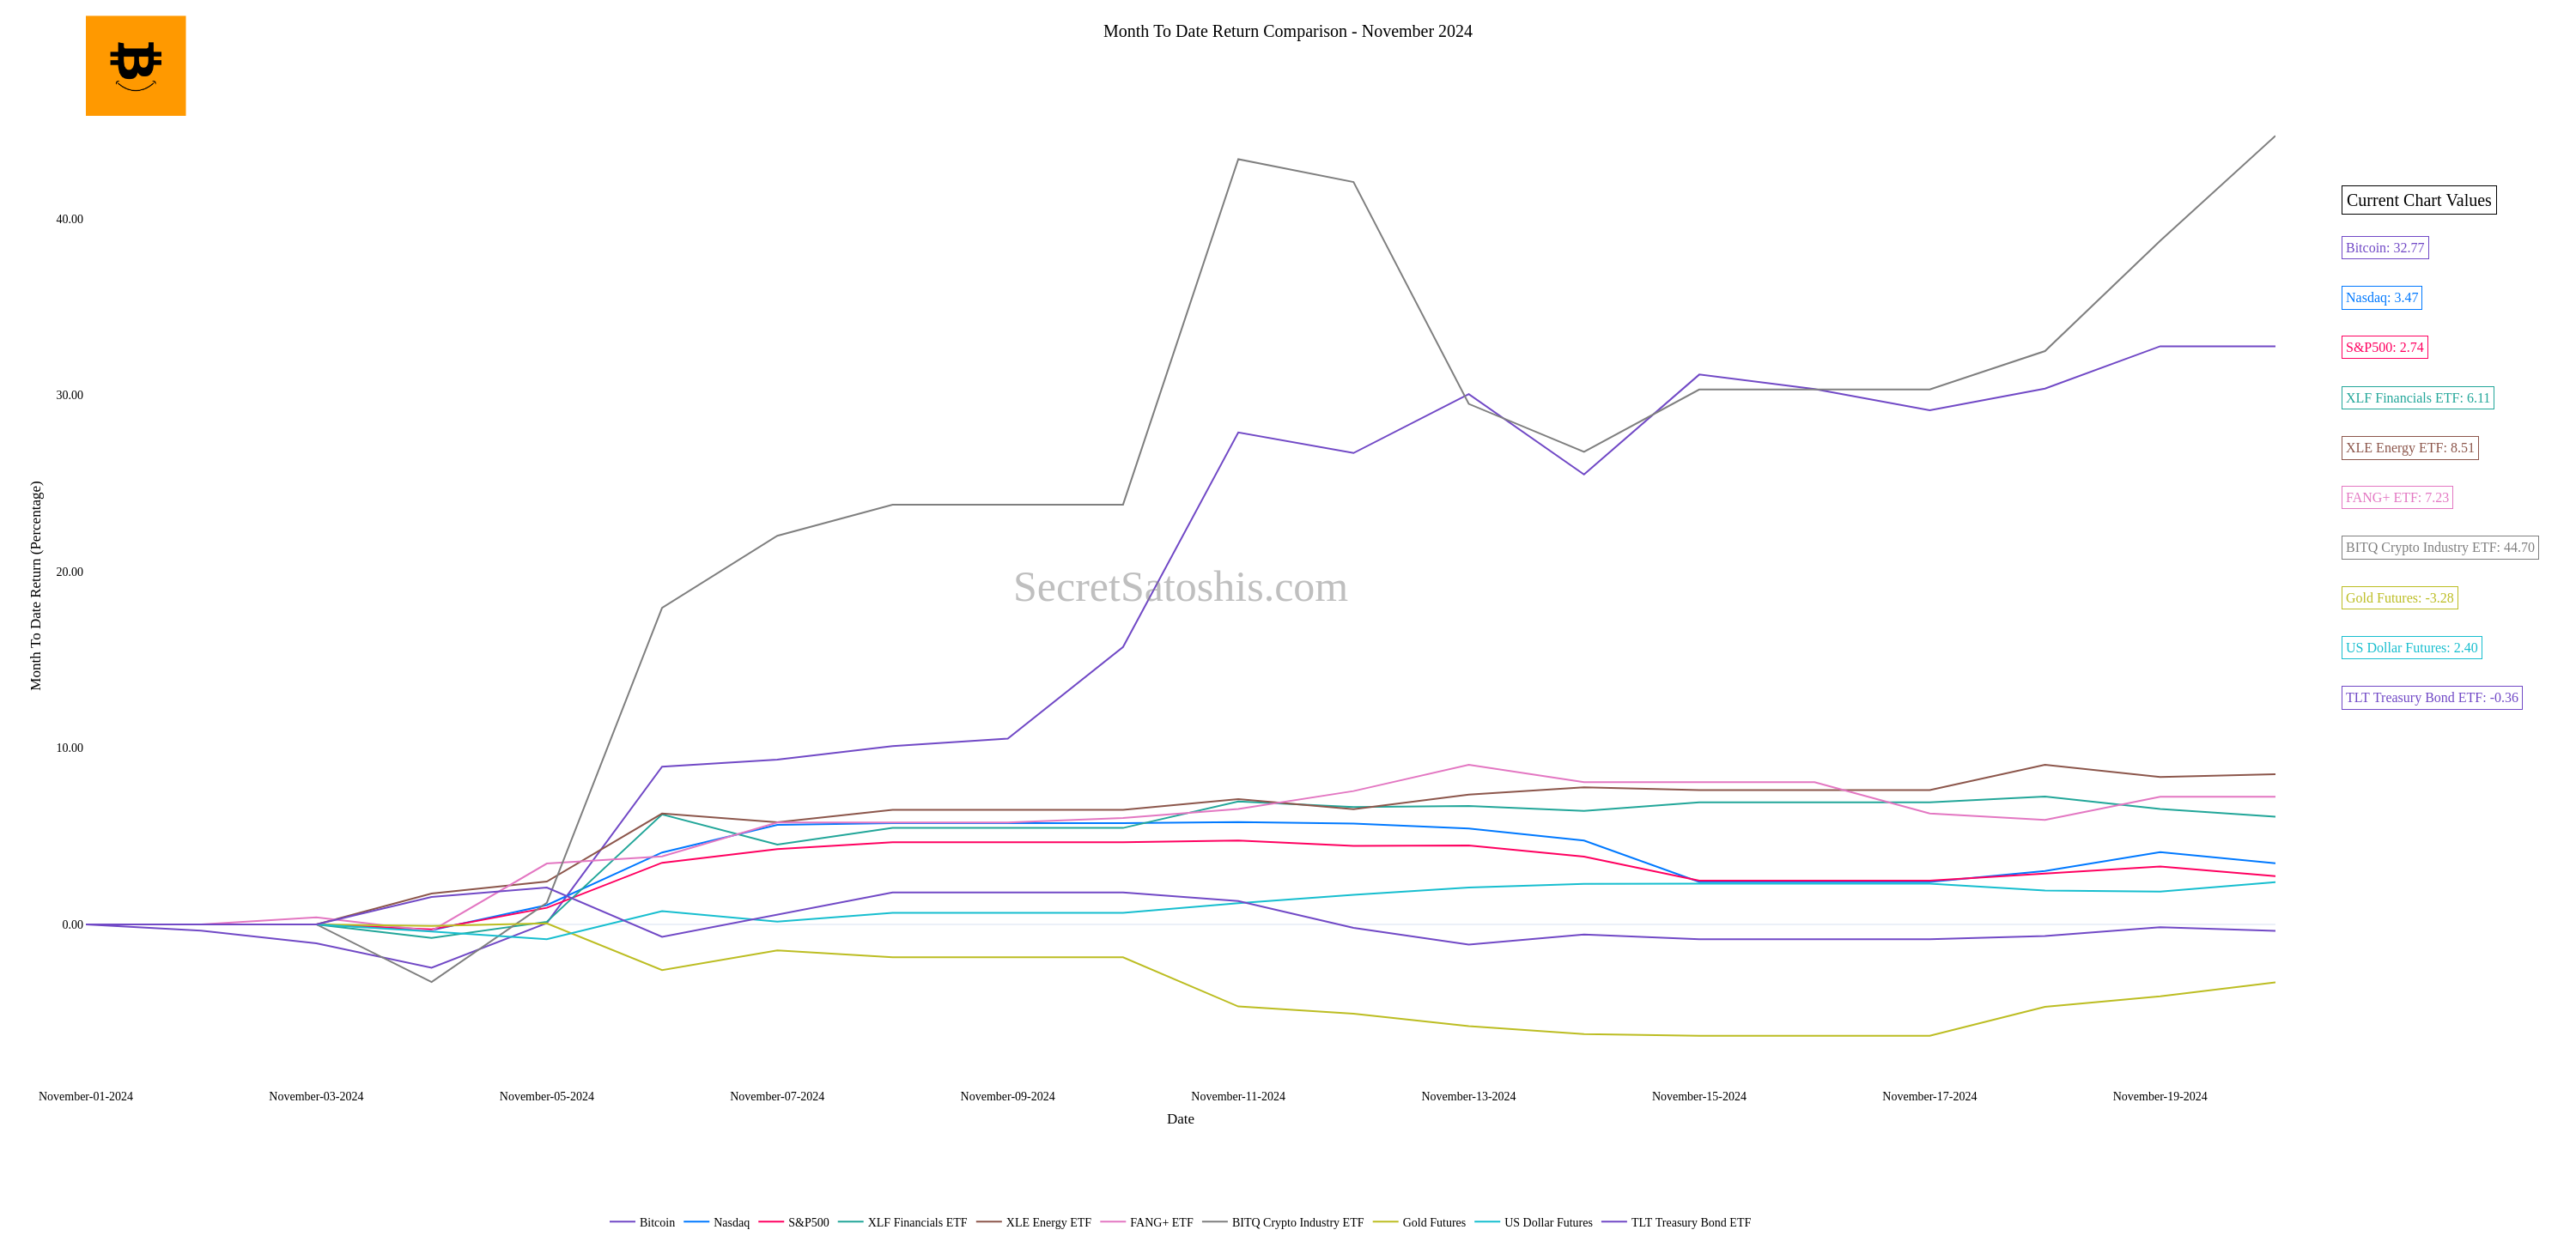 Month To Date Return Comparison - November 2024
Current Chart Values
Bitcoin: 32.77
Nasdaq: 3.47
S&P500: 2.74
XLF Financials ETF: 6.11
XLE Energy ETF: 8.51
FANG+ ETF: 7.23
BITQ Crypto Industry ETF: 44.70
Gold Futures: -3.28
US Dollar Futures: 2.40
TLT Treasury Bond ETF: -0.36
Month To Date Return (Percentage)
40.00
30.00
20.00
10.00
0.00
SecretSatoshis.com
November-01-2024 November-03-2024 November-05-2024 November-07-2024 November-09-2024 November-11-2024 November-13-2024 November-15-2024 November-17-2024 November-19-2024
Date
Bitcoin Nasdaq S&P500 XLF Financials ETF XLE Energy ETF FANG+ ETF BITQ Crypto Industry ETF Gold Futures US Dollar Futures TLT Treasury Bond ETF